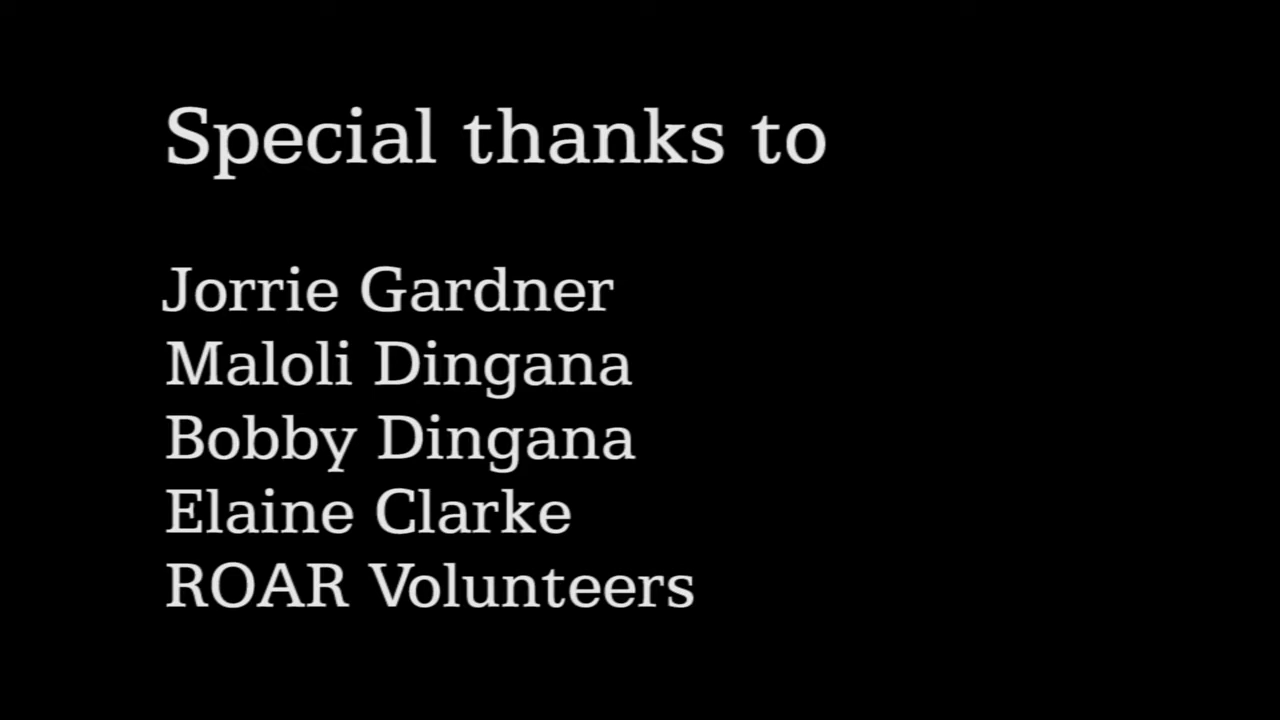 Special thanks to
Jorrie Gardner
Maloli Dingana
Bobby Dingana
Elaine Clarke
ROAR Volunteers